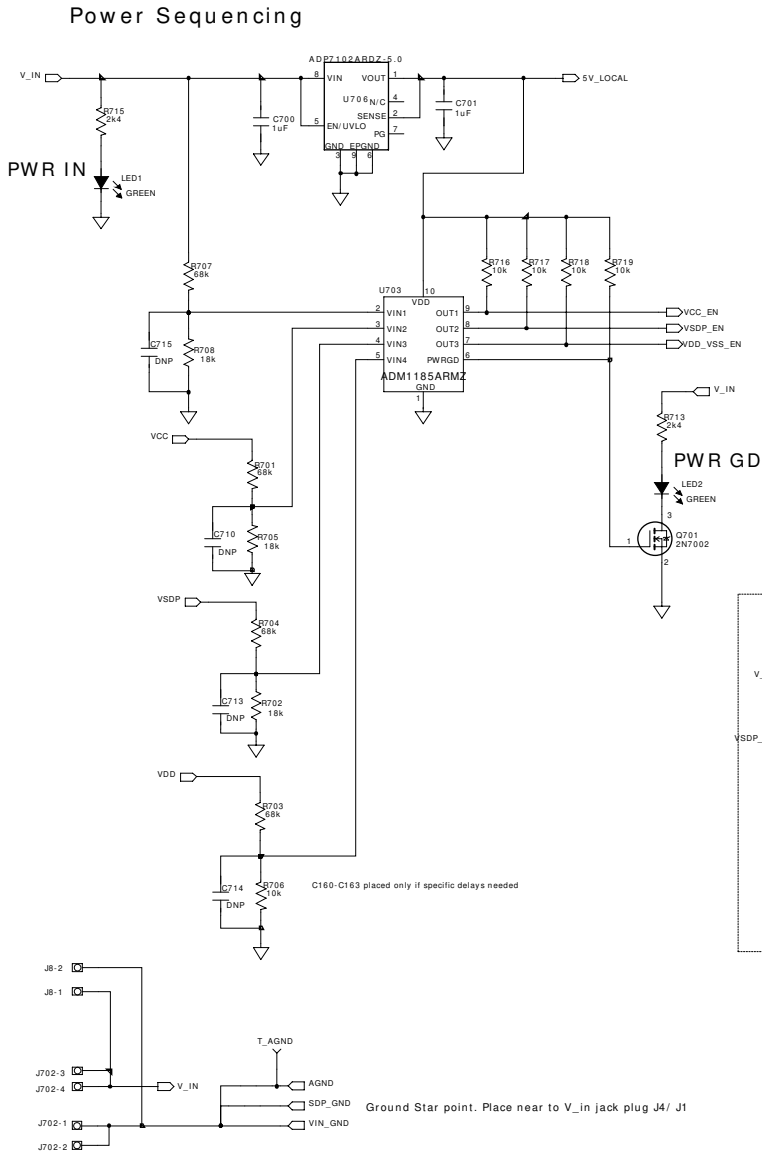 Power Sequencing
ADP7102ARDZ-5.0
V_IN
8 VIN VOUT 1
5V_LOCAL
U706 N/C 4
SENSE 2
5 EN/UVLO
PG 7
GND EPGND
3 9 6
R715
2k4
C700
1uF
C701
1uF
PWR IN
LED1
GREEN
R707
68k
R716
10k
R717
10k
R718
10k
R719
10k
U703
10
VDD
2 VIN1 OUT1 9
VCC_EN
3 VIN2 OUT2 8
VSDP_EN
4 VIN3 OUT3 7
VDD_VSS_EN
5 VIN4 PWRGD 6
ADM1185ARMZ
GND
1
C715
DNP
R708
18k
V_IN
R713
2k4
PWR GD
LED2
GREEN
3
Q701
2N7002
1
2
VCC
R701
68k
C710
DNP
R705
18k
VSDP
R704
68k
C713
DNP
R702
18k
V_
VSDP_
VDD
R703
68k
C714
DNP
R706
10k
C160-C163 placed only if specific delays needed
J8-2
J8-1
J702-3
J702-4
V_IN
T_AGND
AGND
SDP_GND
VIN_GND
J702-1
J702-2
Ground Star point. Place near to V_in jack plug J4/ J1